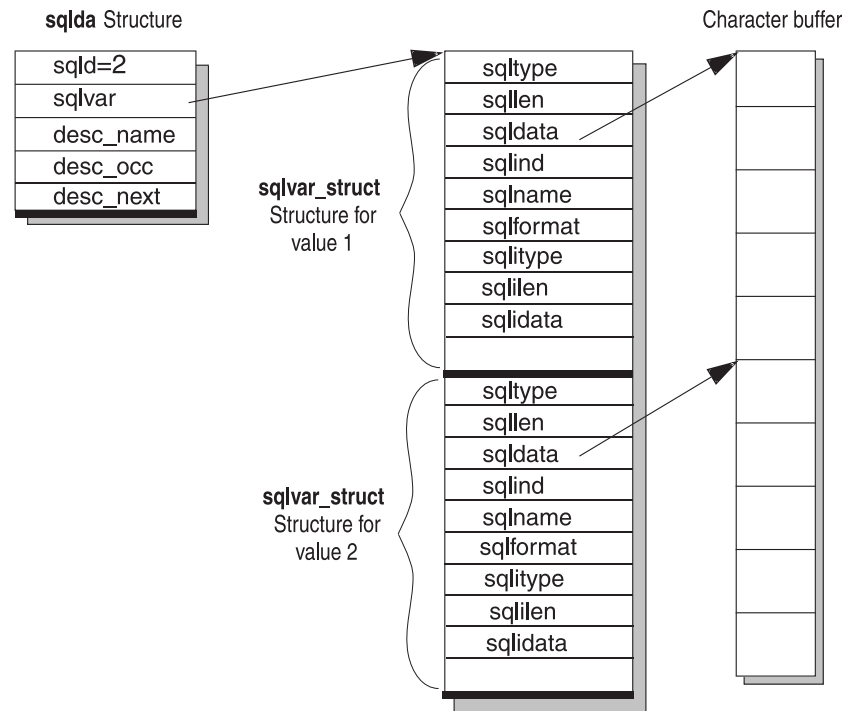 sqlda Structure
sqld=2
sqlvar
desc_name
desc_occ
desc_next
sqlvar_struct
Structure for
value 1
sqltype
sqllen
sqldata
sqlind
sqlname
sqlformat
sqlitype
sqlilen
sqlidata
sqlvar_struct
Structure for
value 2
sqltype
sqllen
sqldata
sqlind
sqlname
sqlformat
sqlitype
sqlilen
sqlidata
Character buffer